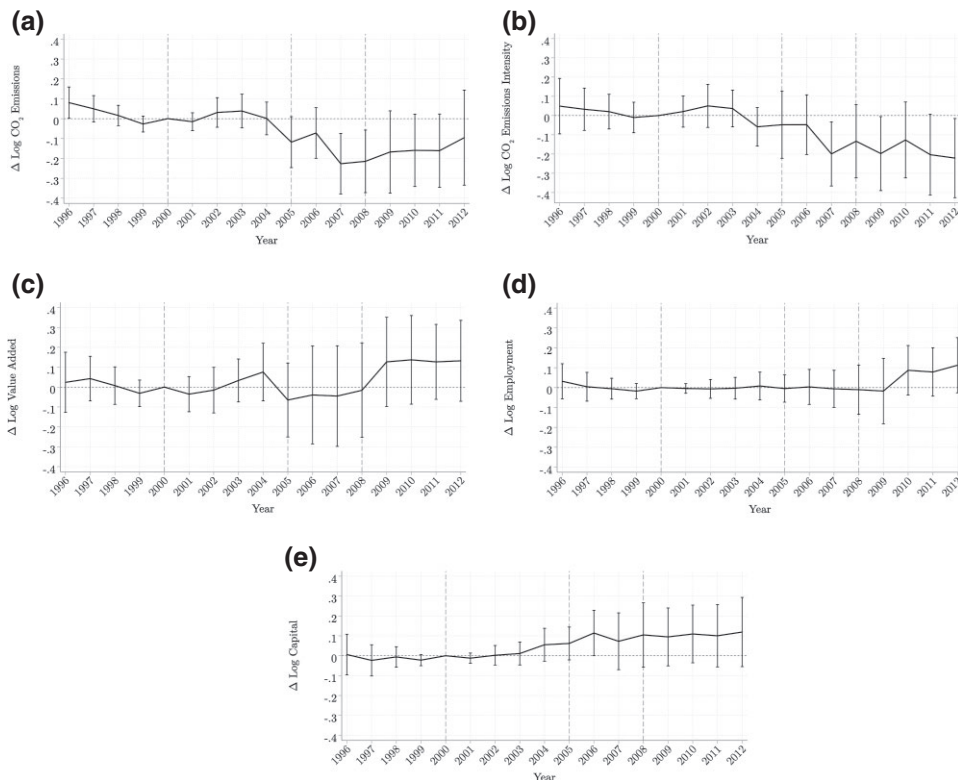 (a)
Δ Log CO₂ Emissions
.4
.3
.2
.1
0
-.1
-.2
-.3
-.4
1996 1997 1998 1999 2000 2001 2002 2003 2004 2005 2006 2007 2008 2009 2010 2011 2012
Year
(b)
Δ Log CO₂ Emissions Intensity
.4
.3
.2
.1
0
-.1
-.2
-.3
-.4
1996 1997 1998 1999 2000 2001 2002 2003 2004 2005 2006 2007 2008 2009 2010 2011 2012
Year
(c)
Δ Log Value Added
.4
.3
.2
.1
0
-.1
-.2
-.3
-.4
1996 1997 1998 1999 2000 2001 2002 2003 2004 2005 2006 2007 2008 2009 2010 2011 2012
Year
(d)
Δ Log Employment
.4
.3
.2
.1
0
-.1
-.2
-.3
-.4
1996 1997 1998 1999 2000 2001 2002 2003 2004 2005 2006 2007 2008 2009 2010 2011 2012
Year
(e)
Δ Log Capital
.4
.3
.2
.1
0
-.1
-.2
-.3
-.4
1996 1997 1998 1999 2000 2001 2002 2003 2004 2005 2006 2007 2008 2009 2010 2011 2012
Year